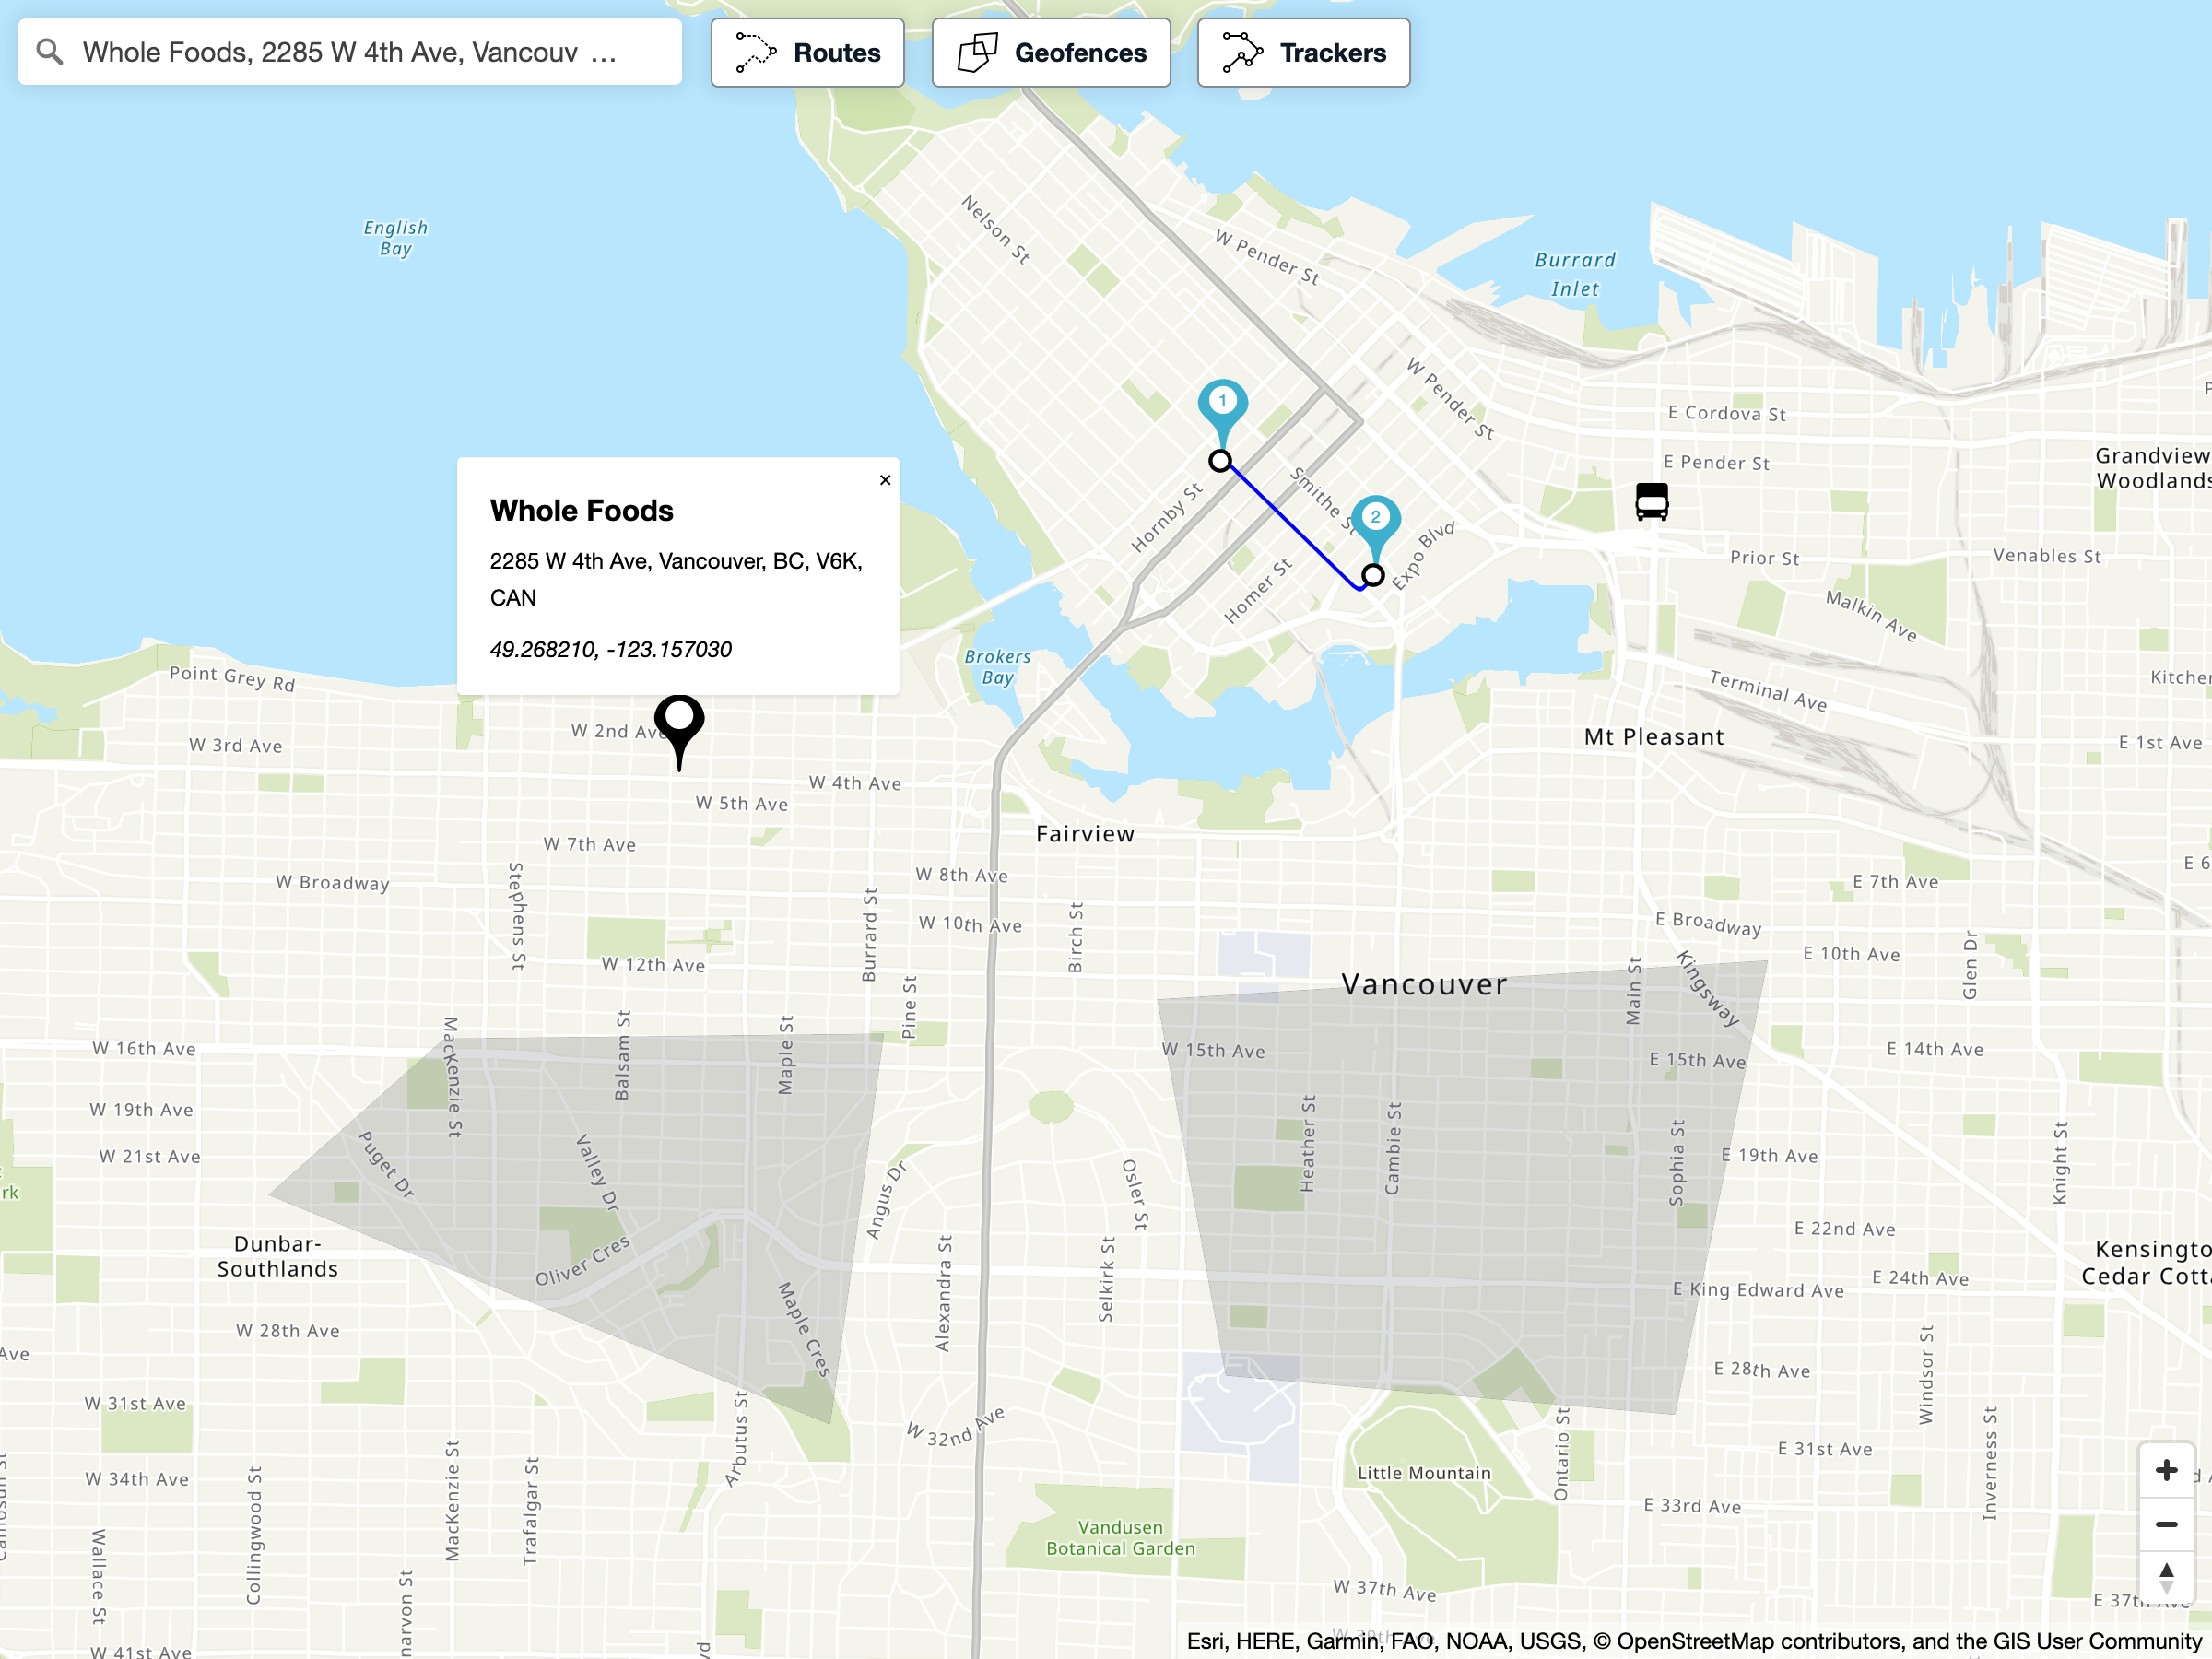 Whole Foods, 2285 W 4th Ave, Vancouv ...
Routes
Geofences
Trackers
English
Bay
Nelson St
W Pender St
Burrard
Inlet
W Pender St
E Cordova St
E Pender St
Grandview
Woodlands
1
2
Smithe St
Hornby St
Homer St
Expo Blvd
Prior St
Venables St
Malkin Ave
×
Whole Foods
2285 W 4th Ave, Vancouver, BC, V6K,
CAN
49.268210, -123.157030
Brokers
Bay
Point Grey Rd
Terminal Ave
Kitche
W 2nd Ave
W 3rd Ave
Mt Pleasant
E 1st Ave
W 4th Ave
W 5th Ave
Fairview
W 7th Ave
W 8th Ave
E 6
W Broadway
Stephens St
E 7th Ave
Burrard St
W 10th Ave
Birch St
E Broadway
E 10th Ave
Glen Dr
W 12th Ave
Vancouver
Main St
Kingsway
Pine St
MacKenzie St
Balsam St
Maple St
W 16th Ave
W 15th Ave
E 15th Ave
E 14th Ave
W 19th Ave
Puget Dr
Valley Dr
Heather St
Cambie St
Sophia St
Knight St
W 21st Ave
E 19th Ave
rk
Angus Dr
Osler St
E 22nd Ave
Dunbar-
Southlands
Oliver Cres
Alexandra St
Selkirk St
Kensingto
Cedar Cott
E 24th Ave
E King Edward Ave
Maple Cres
W 28th Ave
Ave
E 28th Ave
Windsor St
W 31st Ave
Arbutus St
W 32nd Ave
Ontario St
E 31st Ave
Inverness St
W 34th Ave
Collingwood St
MacKenzie St
Trafalgar St
Little Mountain
E 33rd Ave
Wallace St
Vandusen
Botanical Garden
W 37th Ave
E 37th Ave
narvon St
W 41st Ave
W 39th Ave
Esri, HERE, Garmin, FAO, NOAA, USGS, © OpenStreetMap contributors, and the GIS User Community